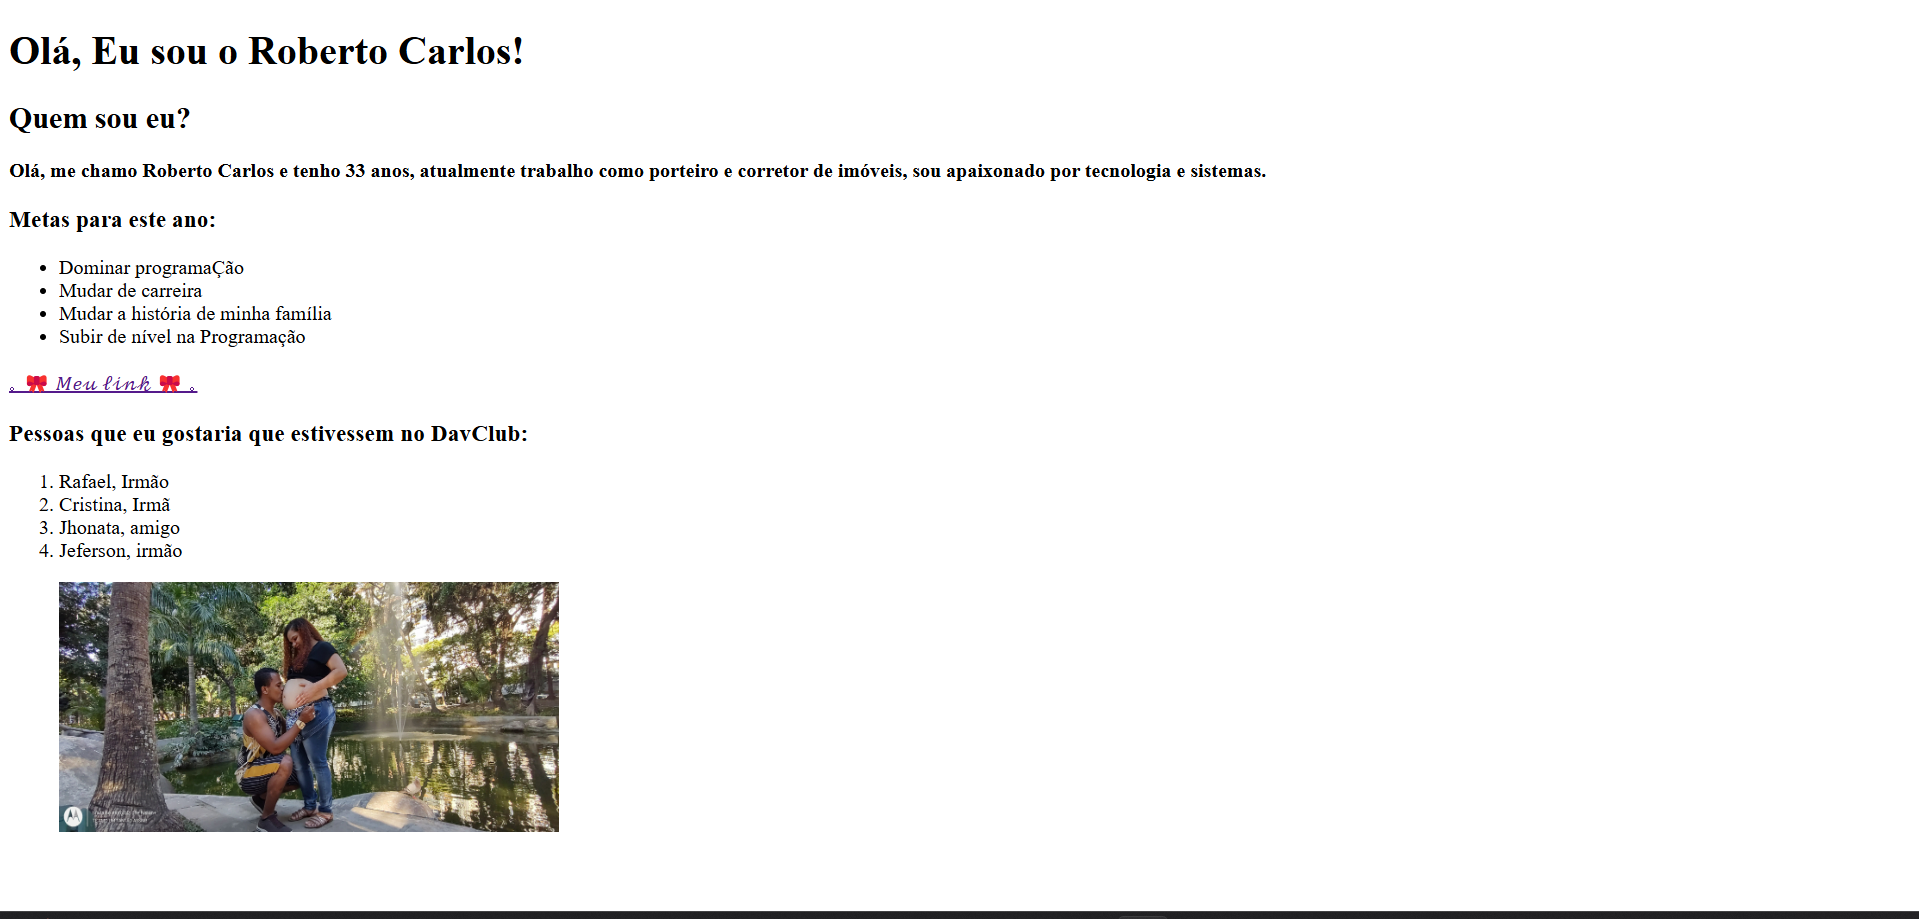 Olá, Eu sou o Roberto Carlos!
Quem sou eu?
Olá, me chamo Roberto Carlos e tenho 33 anos, atualmente trabalho como porteiro e corretor de imóveis, sou apaixonado por tecnologia e sistemas.
Metas para este ano:
Dominar programaÇão
Mudar de carreira
Mudar a história de minha família
Subir de nível na Programação
。🎀 𝓜𝓮𝓾 𝓵𝓲𝓷𝓴 🎀 。
Pessoas que eu gostaria que estivessem no DavClub:
1. Rafael, Irmão
2. Cristina, Irmã
3. Jhonata, amigo
4. Jeferson, irmão